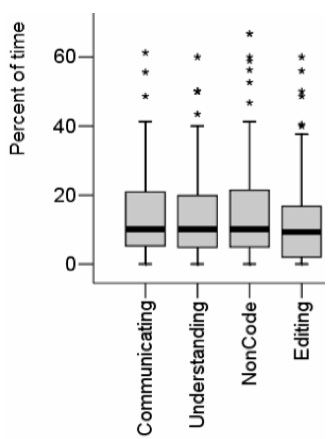 Percent of time
60
40
20
0
Communicating
Understanding
NonCode
Editing